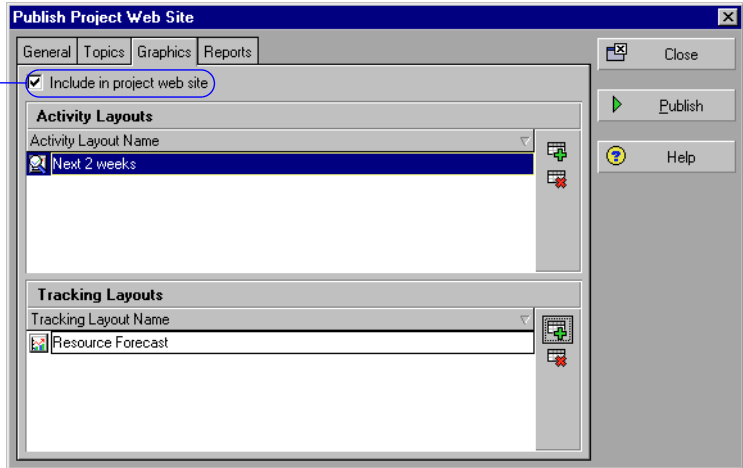 Publish Project Web Site
General Topics Graphics Reports
Include in project web site
Activity Layouts
Activity Layout Name
Next 2 weeks
Tracking Layouts
Tracking Layout Name
Resource Forecast
Close
Publish
Help